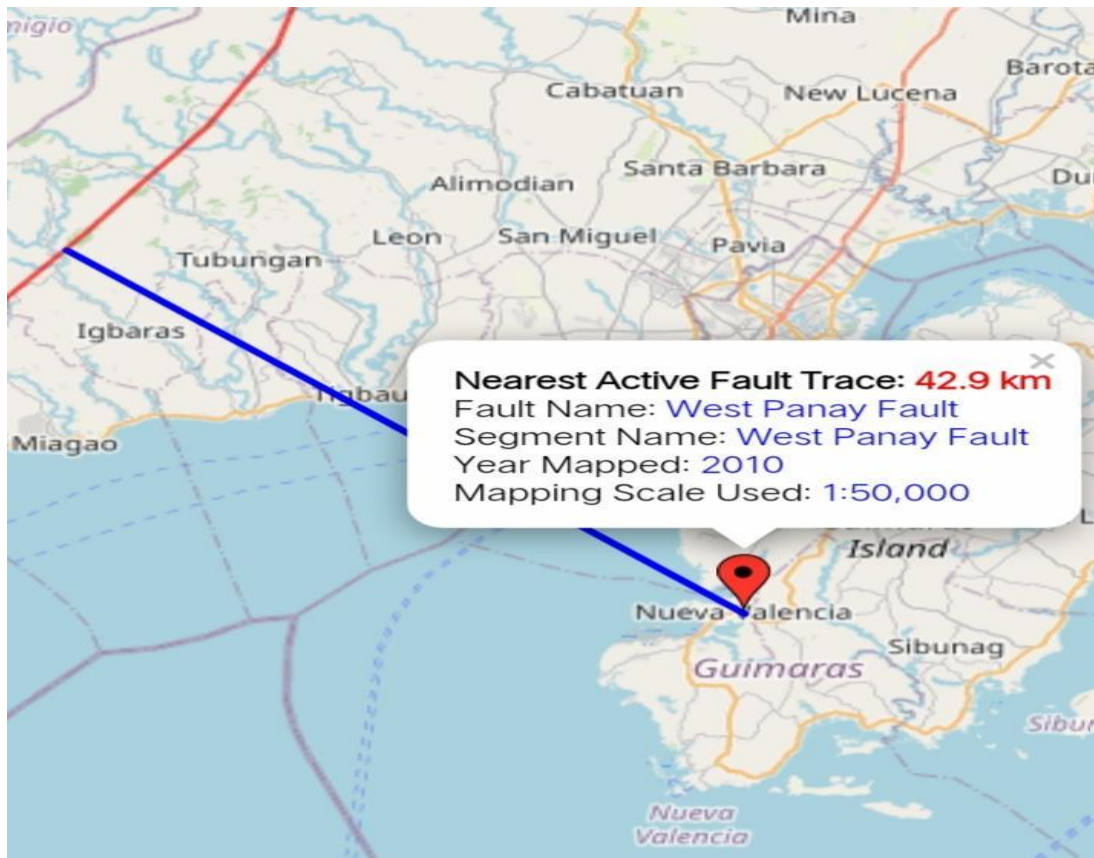 Mina
Cabatuan
New Lucena
Santa Barbara
Alimodian
Leon
San Miguel
Pavia
Tubungan
Igbaras
Miagao
Nearest Active Fault Trace: 42.9 km
Fault Name: West Panay Fault
Segment Name: West Panay Fault
Year Mapped: 2010
Mapping Scale Used: 1:50,000
Island
Nueva Valencia
Sibunag
Guimaras
Nueva
Valencia